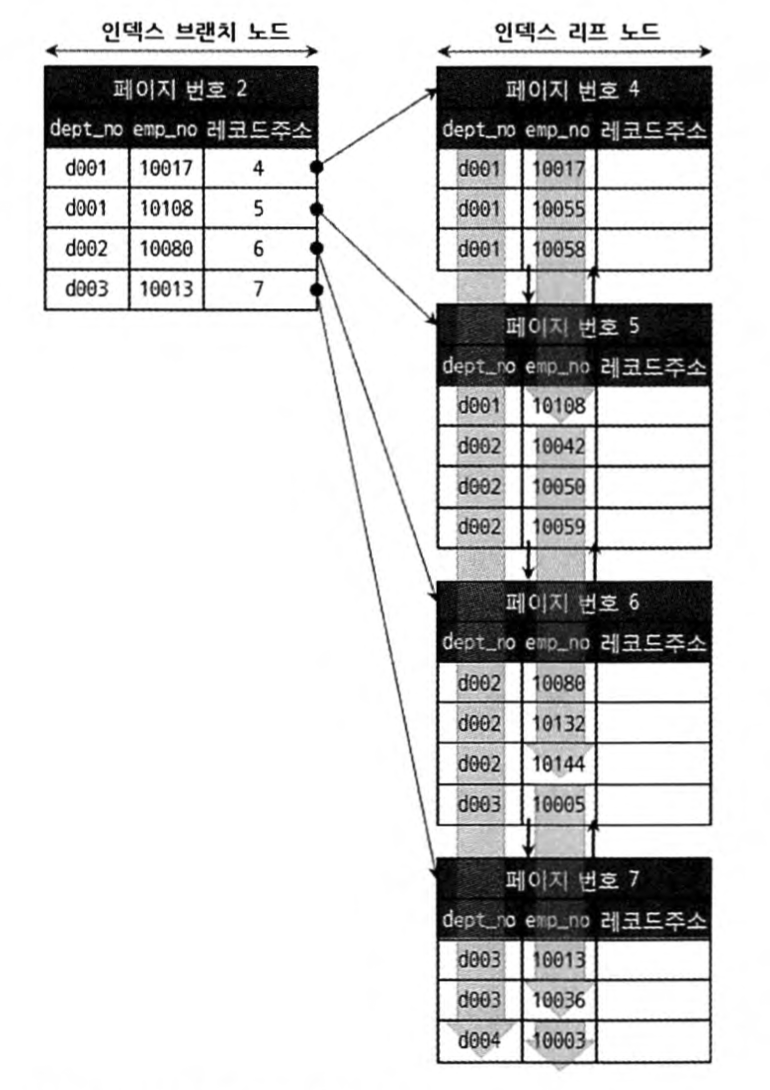 인덱스 브랜치 노드
페이지 번호 2
dept_no emp_no 레코드주소
d001 10017 4
d001 10108 5
d002 10080 6
d003 10013 7
인덱스 리프 노드
페이지 번호 4
dept_no emp_no 레코드주소
d001 10017
d001 10055
d001 10058
페이지 번호 5
dept_no emp_no 레코드주소
d001 10108
d002 10042
d002 10050
d002 10059
페이지 번호 6
dept_no emp_no 레코드주소
d002 10080
d002 10132
d002 10144
d003 10005
페이지 번호 7
dept_no emp_no 레코드주소
d003 10013
d003 10036
d004 10003